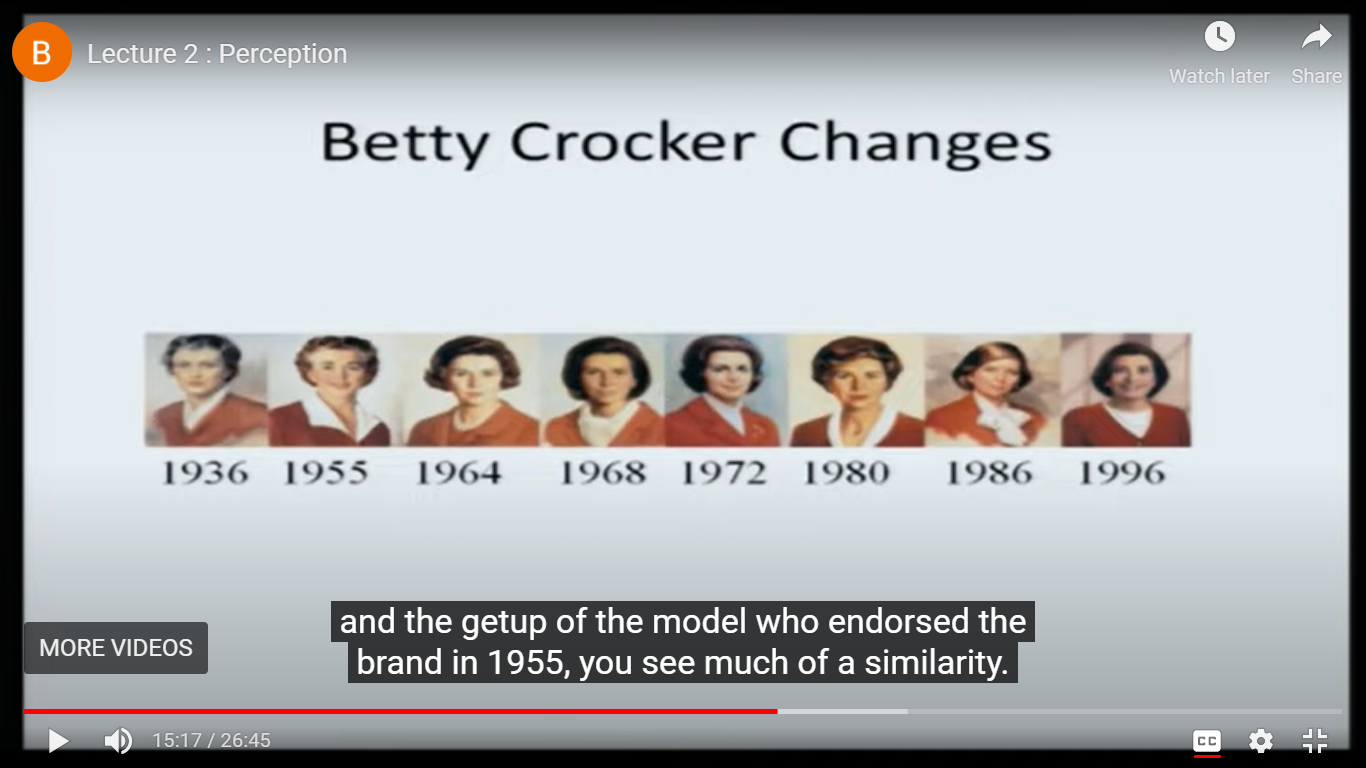 B
Lecture 2 : Perception
Watch later
Share
Betty Crocker Changes
1936 1955 1964 1968 1972 1980 1986 1996
and the getup of the model who endorsed the
brand in 1955, you see much of a similarity.
MORE VIDEOS
15:17 / 26:45
CC